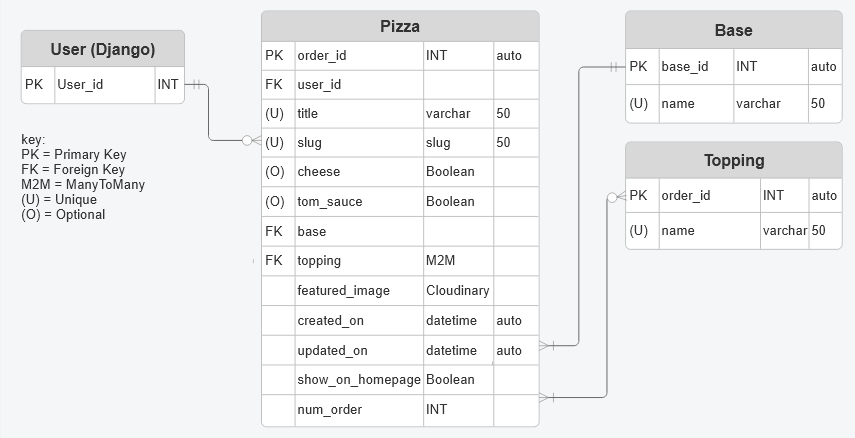 User (Django)
PK User_id INT
key:
PK = Primary Key
FK = Foreign Key
M2M = ManyToMany
(U) = Unique
(O) = Optional
Pizza
PK order_id INT auto
FK user_id
(U) title varchar 50
(U) slug slug 50
(O) cheese Boolean
(O) tom_sauce Boolean
FK base
FK topping M2M
featured_image Cloudinary
created_on datetime auto
updated_on datetime auto
show_on_homepage Boolean
num_order INT
Base
PK base_id INT auto
(U) name varchar 50
Topping
PK order_id INT auto
(U) name varchar 50